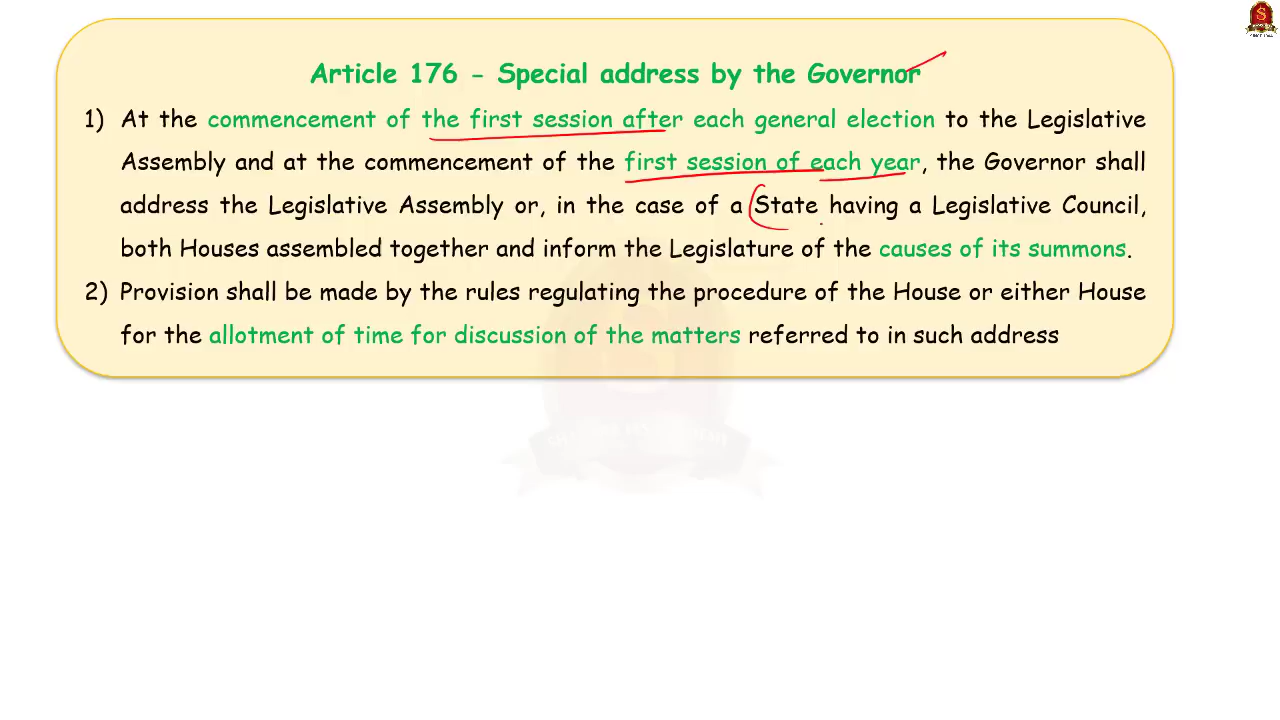 Article 176 - Special address by the Governor
1) At the commencement of the first session after each general election to the Legislative
Assembly and at the commencement of the first session of each year, the Governor shall
address the Legislative Assembly or, in the case of a State having a Legislative Council,
both Houses assembled together and inform the Legislature of the causes of its summons.
2) Provision shall be made by the rules regulating the procedure of the House or either House
for the allotment of time for discussion of the matters referred to in such address